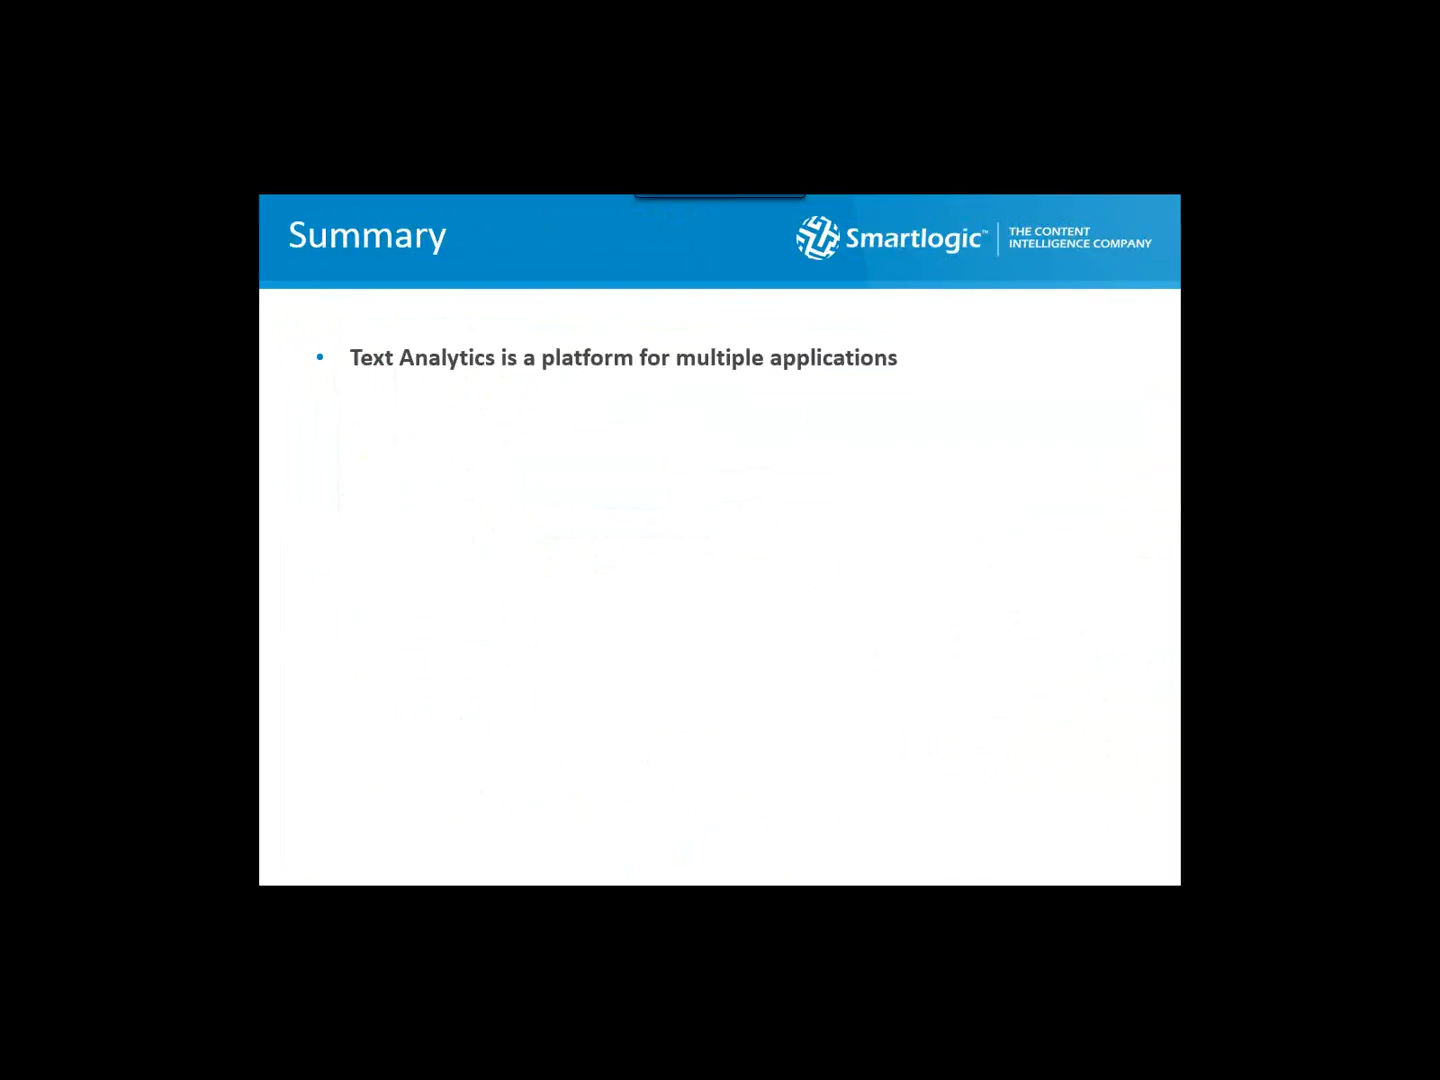 Summary
Smartlogic™
THE CONTENT
INTELLIGENCE COMPANY
• Text Analytics is a platform for multiple applications